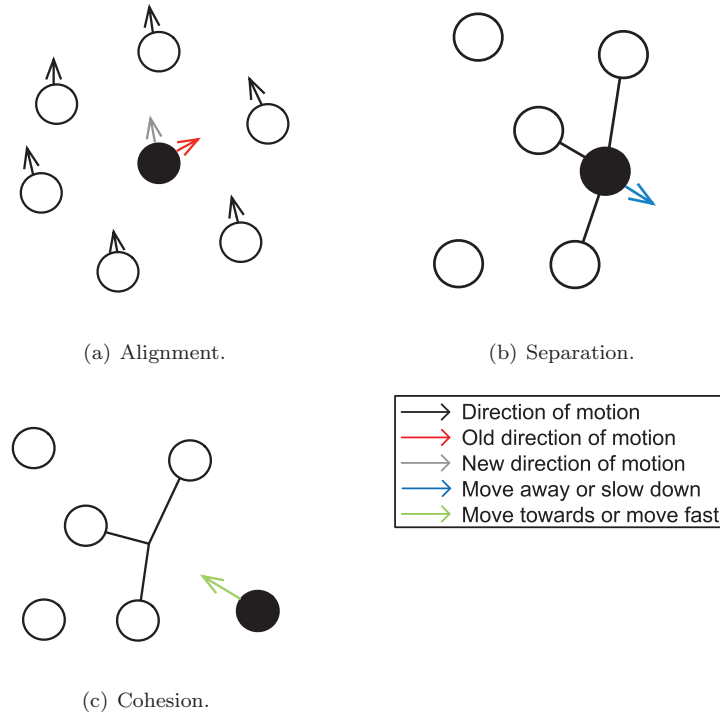 (a) Alignment.
(b) Separation.
Direction of motion
Old direction of motion
New direction of motion
Move away or slow down
Move towards or move fast
(c) Cohesion.